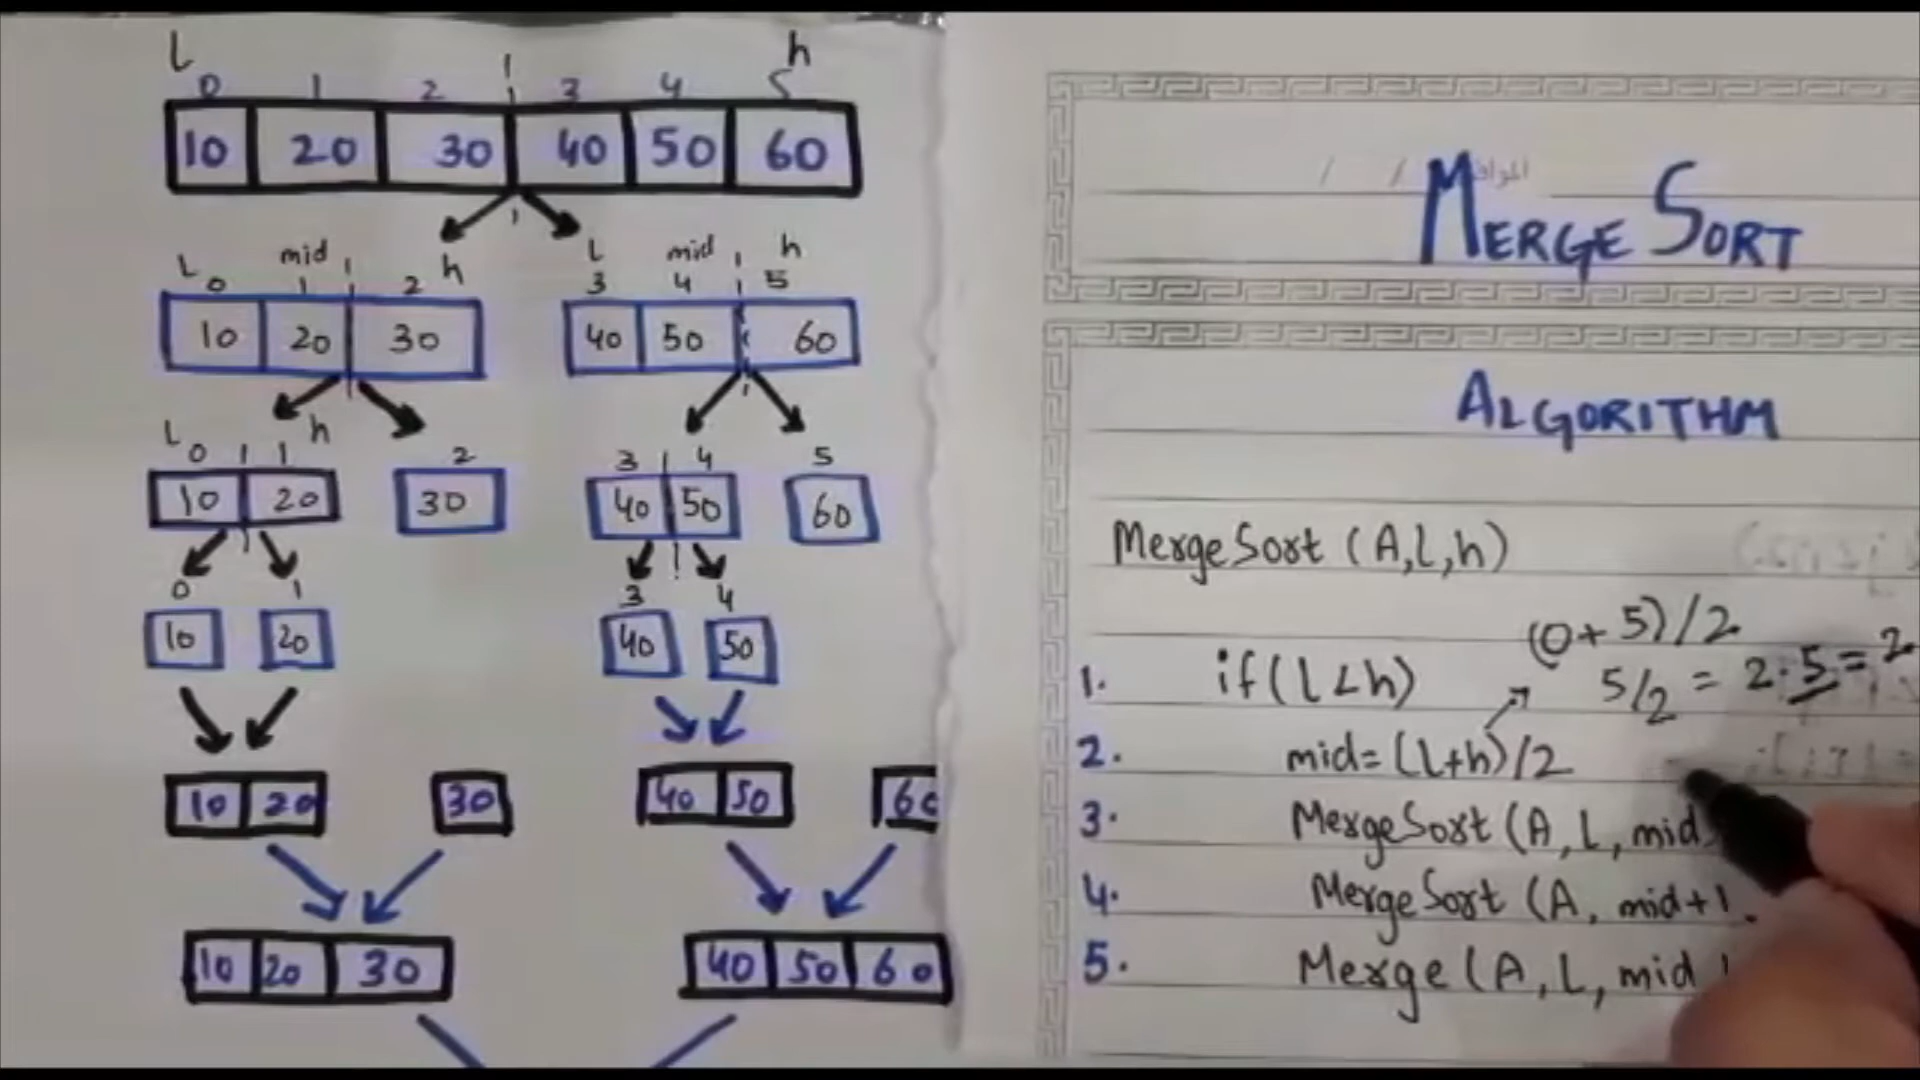 L h
0 1 2 3 4 5
10 20 30 40 50 60
L mid h L mid h
0 1 2 3 4 5
10 20 30 40 50 60
L h
0 1 2 3 4 5
10 20 30 40 50 60
0 1 3 4
10 20 40 50
10 20 30 40 50
10 20 30 40 50 60
MERGE SORT
ALGORITHM
MergeSort (A,L,h)
(0+5)/2
1. if(l<h) 5/2 = 2.5 = 2
2. mid=(l+h)/2
3. MergeSort (A, L, mid
4. MergeSort (A, mid+1
5. Merge (A, L, mid